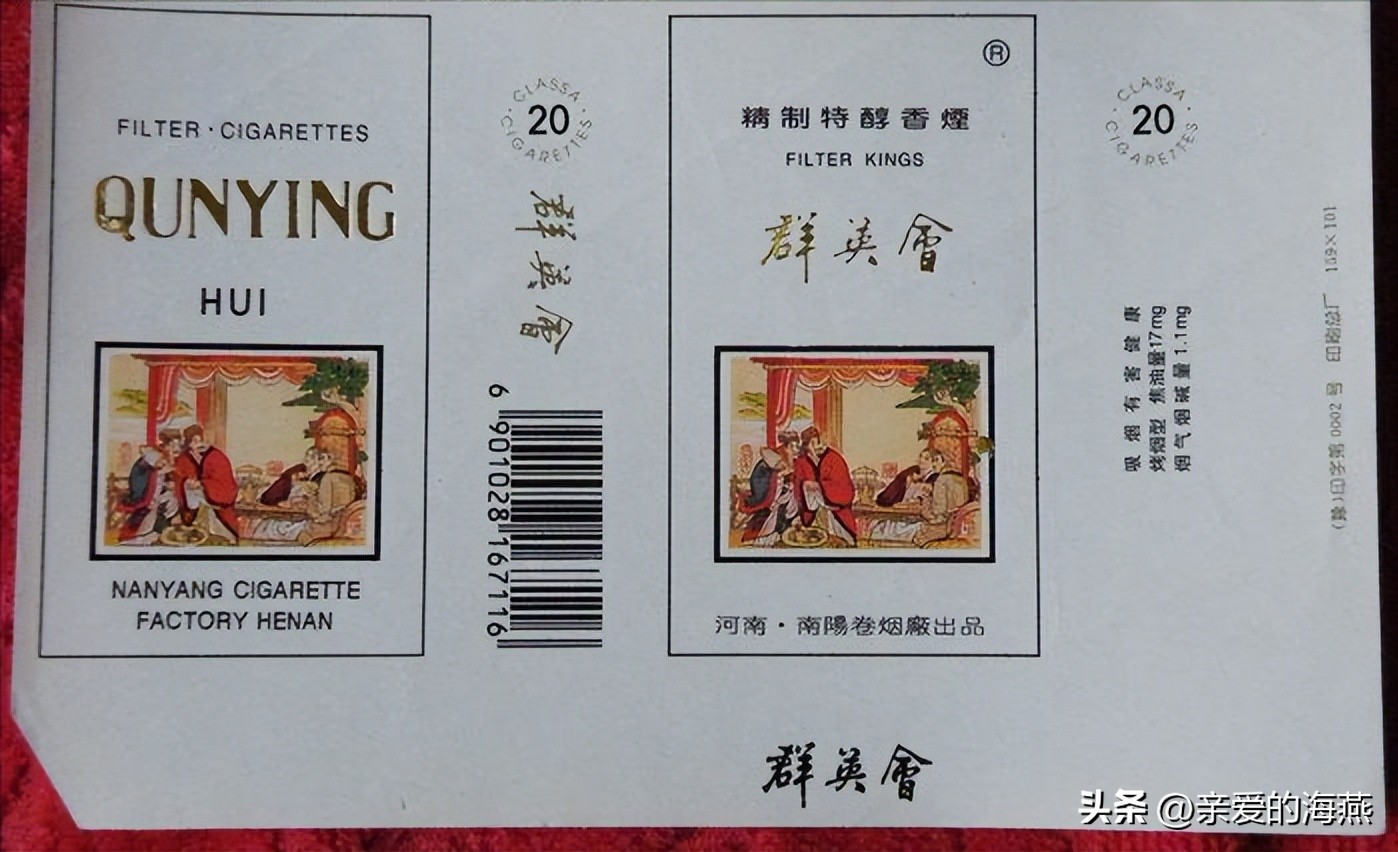 FILTER · CIGARETTES
QUNYING
HUI
NANYANG CIGARETTE
FACTORY HENAN
CLASSA
20
CIGARETTES
群英會
6 901028 167116
®
精制特醇香煙
FILTER KINGS
群英會
河南·南陽卷烟廠出品
群英會
CLASSA
20
CIGARETTES
吸烟有害健康
烤烟型 焦油量17mg
烟气烟碱量1.1mg
(豫)印字第0002号 印刷总厂 169×101
头条 @亲爱的海燕